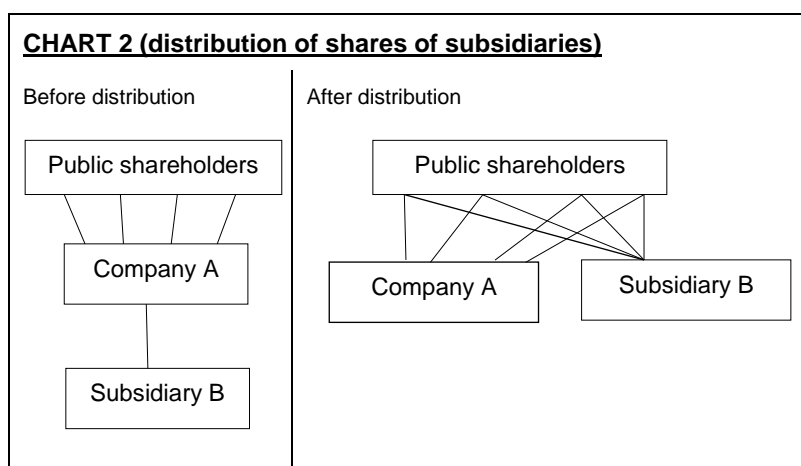 CHART 2 (distribution of shares of subsidiaries)
Before distribution
Public shareholders
Company A
Subsidiary B
After distribution
Public shareholders
Company A
Subsidiary B